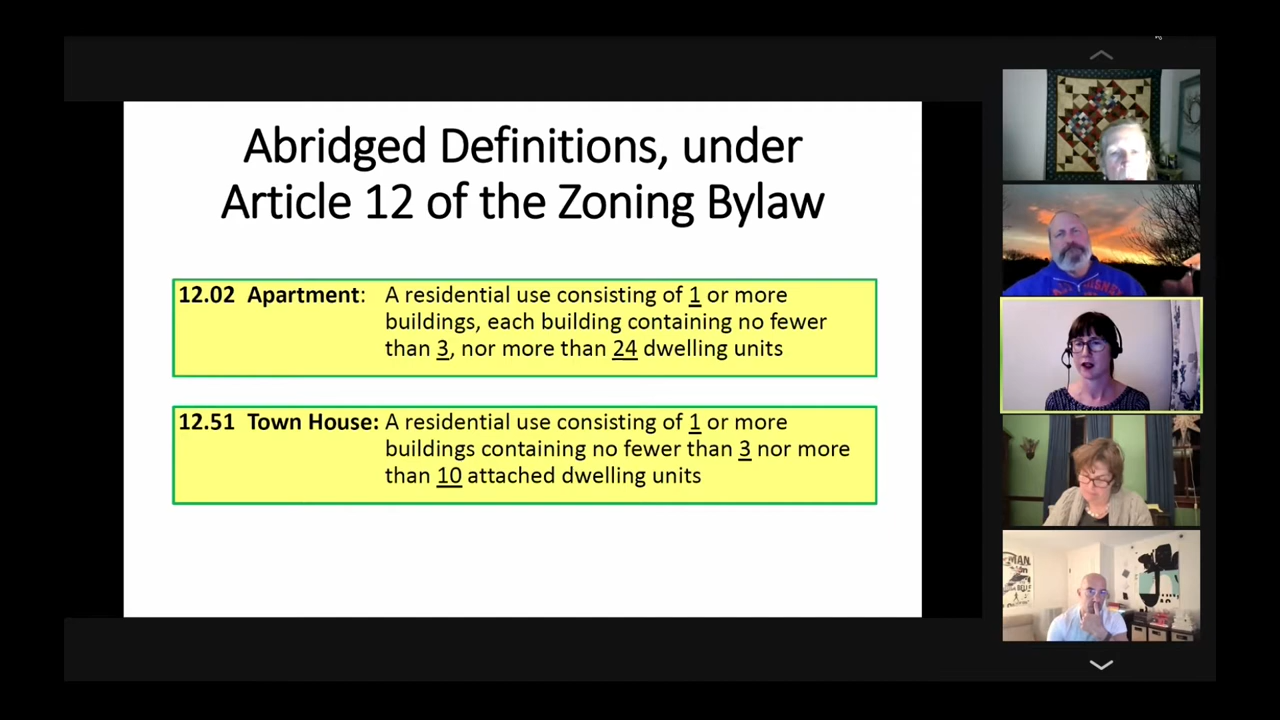 Abridged Definitions, under
Article 12 of the Zoning Bylaw
12.02 Apartment: A residential use consisting of 1 or more
buildings, each building containing no fewer
than 3, nor more than 24 dwelling units
12.51 Town House: A residential use consisting of 1 or more
buildings containing no fewer than 3 nor more
than 10 attached dwelling units